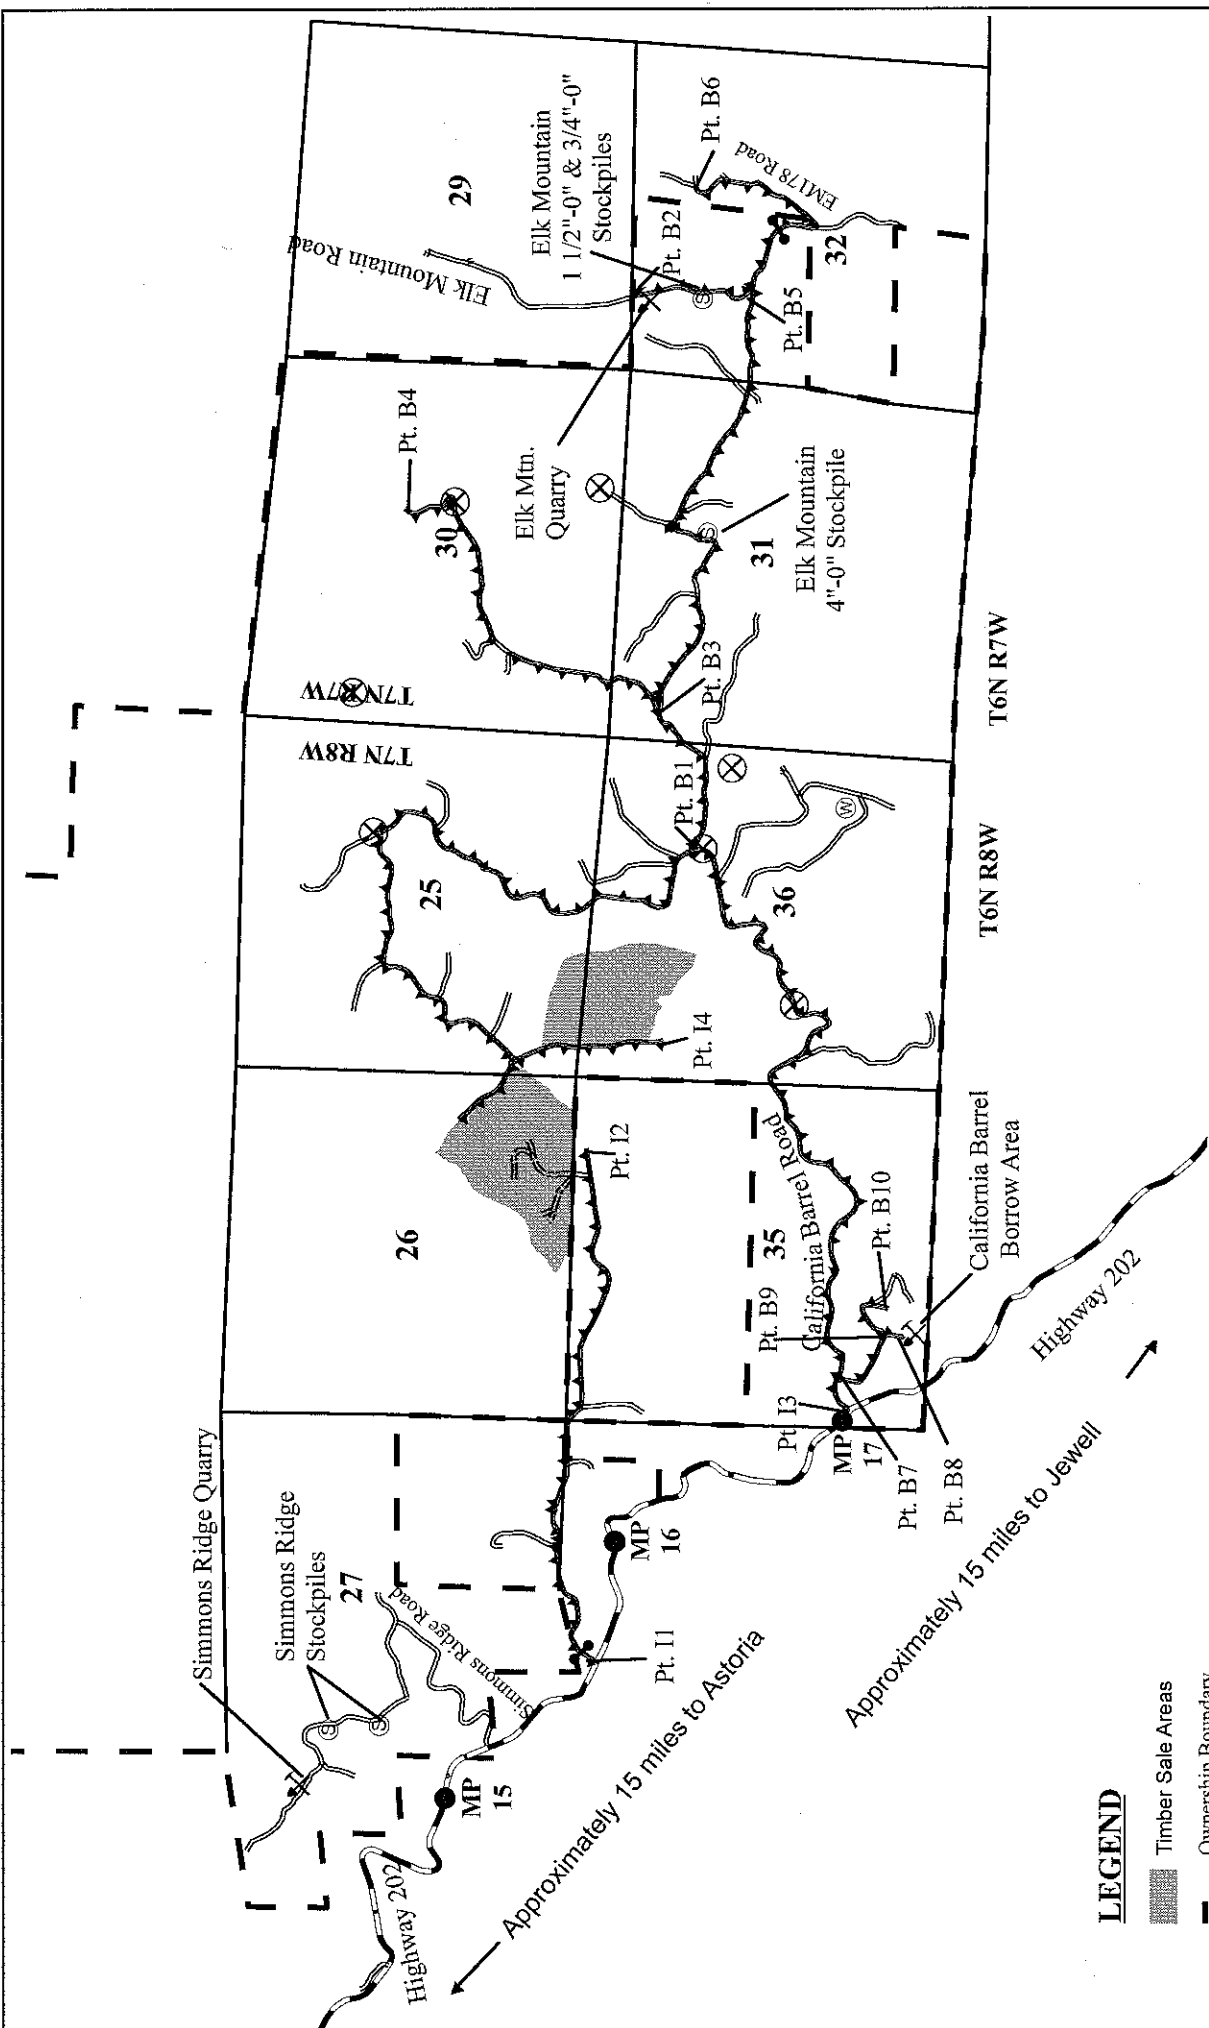 Simmons Ridge Quarry
Simmons Ridge
Stockpiles
27
Simmons Ridge Road
MP
15
MP
16
MP
17
Highway 202
Approximately 15 miles to Astoria
Approximately 15 miles to Jewell
Highway 202
Pt. I1
Pt. I2
Pt. I3
Pt. I4
26
25
35
36
California Barrel Road
Pt. B7
Pt. B8
Pt. B9
Pt. B10
California Barrel
Borrow Area
Pt. B1
W
T7N R8W
T7N R7W
T6N R8W
T6N R7W
30
Pt. B4
Pt. B3
31
Elk Mountain
4"-0" Stockpile
Elk Mtn.
Quarry
29
Elk Mountain Road
Elk Mountain
1 1/2"-0" & 3/4"-0"
Stockpiles
Pt. B2
Pt. B5
Pt. B6
EM178 Road
32
S
S
S
S
LEGEND
Timber Sale Areas
Ownership Boundary